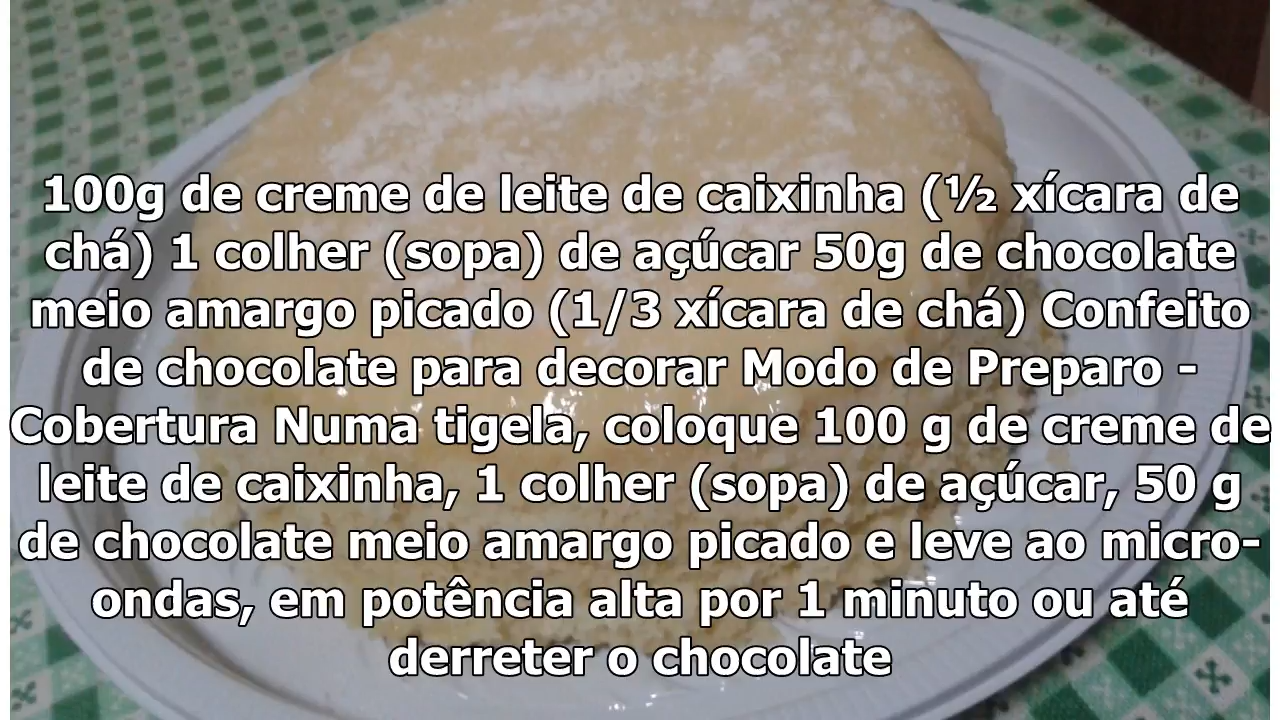 100g de creme de leite de caixinha (½ xícara de
chá) 1 colher (sopa) de açúcar 50g de chocolate
meio amargo picado (1/3 xícara de chá) Confeito
de chocolate para decorar Modo de Preparo -
Cobertura Numa tigela, coloque 100 g de creme de
leite de caixinha, 1 colher (sopa) de açúcar, 50 g
de chocolate meio amargo picado e leve ao micro-
ondas, em potência alta por 1 minuto ou até
derreter o chocolate